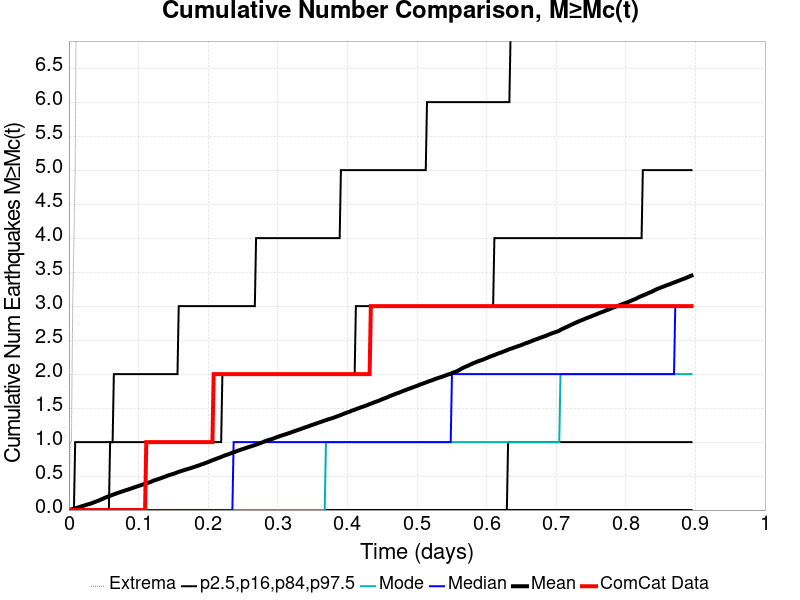 Cumulative Number Comparison, M≥Mc(t)
Cumulative Num Earthquakes M≥Mc(t)
6.5
6.0
5.5
5.0
4.5
4.0
3.5
3.0
2.5
2.0
1.5
1.0
0.5
0.0
0 0.1 0.2 0.3 0.4 0.5 0.6 0.7 0.8 0.9 1
Time (days)
Extrema p2.5,p16,p84,p97.5 Mode Median Mean ComCat Data